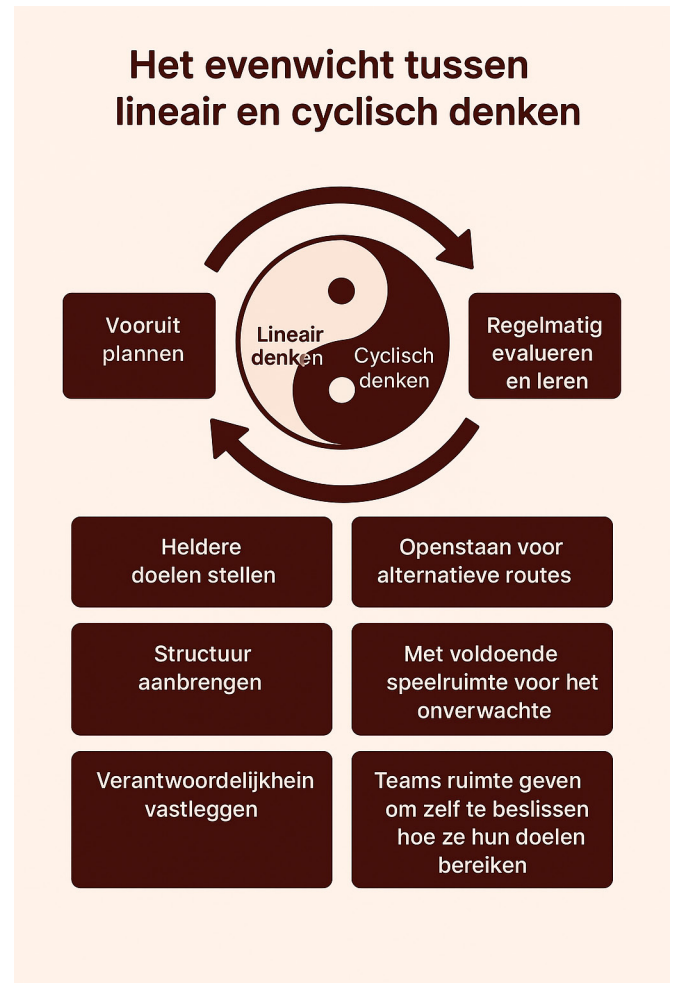 Het evenwicht tussen
lineair en cyclisch denken
Vooruit
plannen
Lineair
denken
Cyclisch
denken
Regelmatig
evalueren
en leren
Heldere
doelen stellen
Openstaan voor
alternatieve routes
Structuur
aanbrengen
Met voldoende
speelruimte voor het
onverwachte
Verantwoordelijkhein
vastleggen
Teams ruimte geven
om zelf te beslissen
hoe ze hun doelen
bereiken